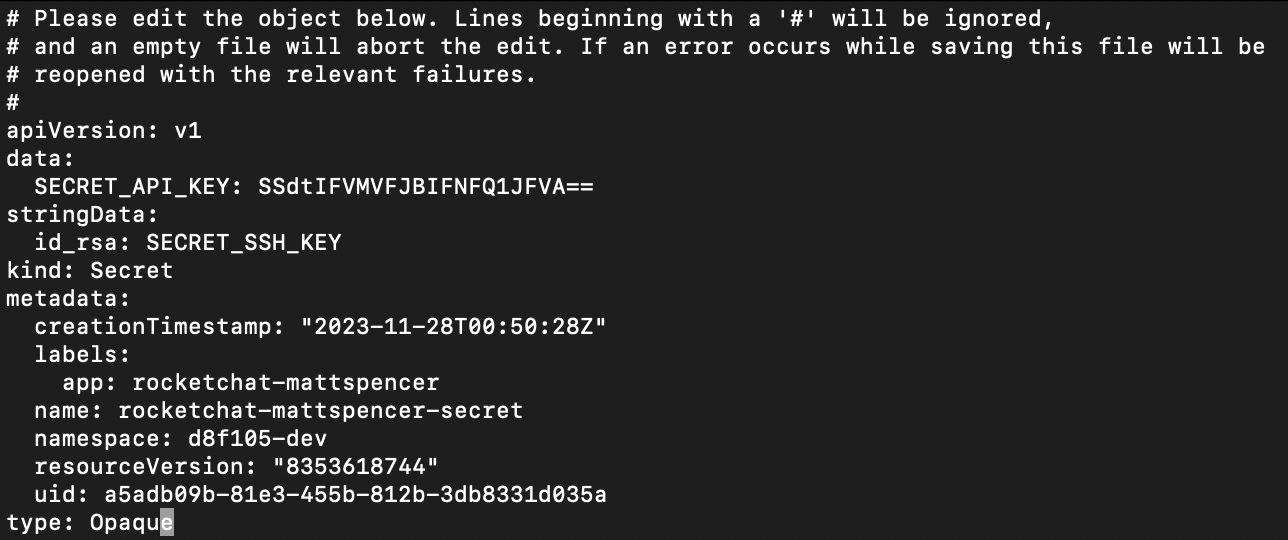 # Please edit the object below. Lines beginning with a '#' will be ignored,
# and an empty file will abort the edit. If an error occurs while saving this file will be
# reopened with the relevant failures.
#
apiVersion: v1
data:
  SECRET_API_KEY: SSdtIFVMVFJBIFNFQ1JFVA==
stringData:
  id_rsa: SECRET_SSH_KEY
kind: Secret
metadata:
  creationTimestamp: "2023-11-28T00:50:28Z"
  labels:
    app: rocketchat-mattspencer
  name: rocketchat-mattspencer-secret
  namespace: d8f105-dev
  resourceVersion: "8353618744"
  uid: a5adb09b-81e3-455b-812b-3db8331d035a
type: Opaque